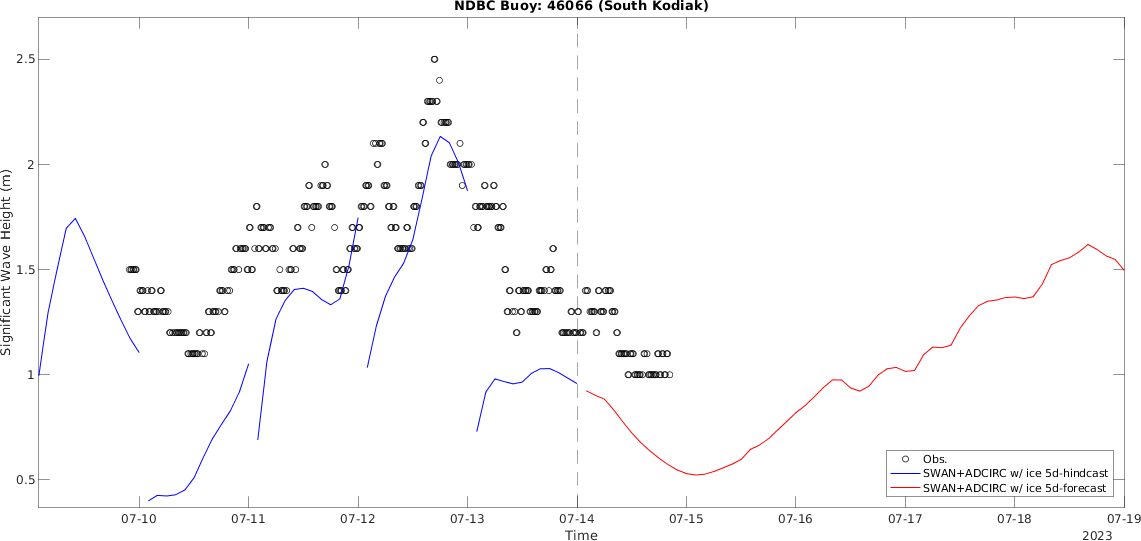 NDBC Buoy: 46066 (South Kodiak)
2.5
2
1.5
1
0.5
Significant Wave Height (m)
Obs.
SWAN+ADCIRC w/ ice 5d-hindcast
SWAN+ADCIRC w/ ice 5d-forecast
07-10 07-11 07-12 07-13 07-14 07-15 07-16 07-17 07-18 07-19
Time
2023